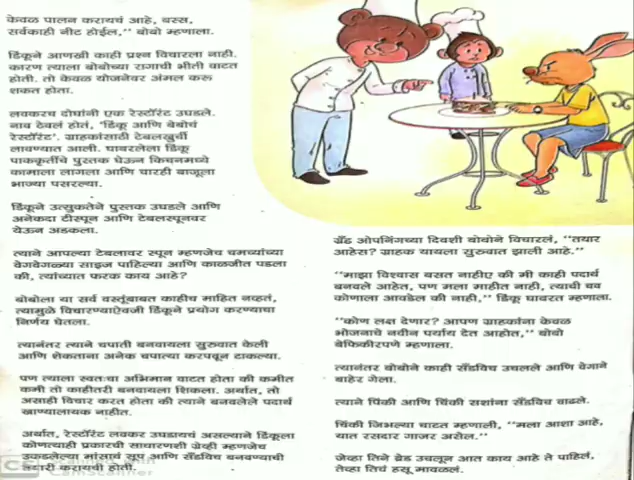 केवळ पालन करायचं आहे, बस्स,
सर्वकाही नीट होईल,” बोबो म्हणाला.
डिंकूने आणखी काही प्रश्न विचारला नाही.
कारण त्याला बोबोच्या रागाची भीती वाटत
होती. तो केवळ योजनेवर अंमल करू
शकत होता.
लवकरच दोघांनी एक रेस्टॉरंट उघडले.
नाव ठेवलं होतं, ‘डिंकू आणि बेबोचं
रेस्टॉरंट’. ग्राहकांसाठी टेबलखुर्ची
लावण्यात आली. घाबरलेला डिंकू
पाककृतींचे पुस्तक घेऊन किचनमध्ये
कामाला लागला आणि चारही बाजूला
भाज्या पसरल्या.
डिंकूने उत्सुकतेने पुस्तक उघडले आणि
अनेकदा टीस्पून आणि टेबलस्पूनवर
येऊन अडकला.
त्याने आपल्या टेबलावर स्पून म्हणजेच चमच्यांच्या
वेगवेगळ्या साइज पाहिल्या आणि काळजीत पडला
की, त्यांच्यात फरक काय आहे?
बोबोला या सर्व वस्तूंबाबत काहीच माहित नव्हतं,
त्यामुळे विचारण्याऐवजी डिंकूने प्रयोग करण्याचा
निर्णय घेतला.
त्यानंतर त्याने चपाती बनवायला सुरुवात केली
आणि शेकताना अनेक चपात्या करपवून टाकल्या.
पण त्याला स्वतःचा अभिमान वाटत होता की कमीत
कमी तो काहीतरी बनवायला शिकला. अर्थात, तो
असाही विचार करत होता की त्याने बनवलेले पदार्थ
खाण्यालायक नाहीत.
अर्थात, रेस्टॉरंट लवकर उघडायचं असल्याने डिंकूला
कोणत्याही प्रकारची साधारणशी ग्रेव्ही म्हणजेच
उकडलेल्या मांसाचं सूप आणि सँडविच बनवण्याची
तयारी करायची होती.
ग्रँड ओपनिंगच्या दिवशी बोबोने विचारलं, “तयार
आहेस? ग्राहक यायला सुरुवात झाली आहे.”
“माझा विश्वास बसत नाहीए की मी काही पदार्थ
बनवले आहेत, पण मला माहीत नाही, त्याची चव
कोणाला आवडेल की नाही,” डिंकू घाबरत म्हणाला.
“कोण लक्ष देणार? आपण ग्राहकांना केवळ
भोजनाचे नवीन पर्याय देत आहोत,” बोबो
बेफिकीरपणे म्हणाला.
त्यानंतर बोबोने काही सँडविच उचलले आणि वेगाने
बाहेर गेला.
त्याने पिंकी आणि चिंकी सशांना सँडविच वाढले.
चिंकी जिभल्या चाटत म्हणाली, “मला आशा आहे,
यात रसदार गाजर असेल.”
जेव्हा तिने ब्रेड उचलून आत काय आहे ते पाहिलं,
तेव्हा तिचं हसू मावळलं.
CamScanner